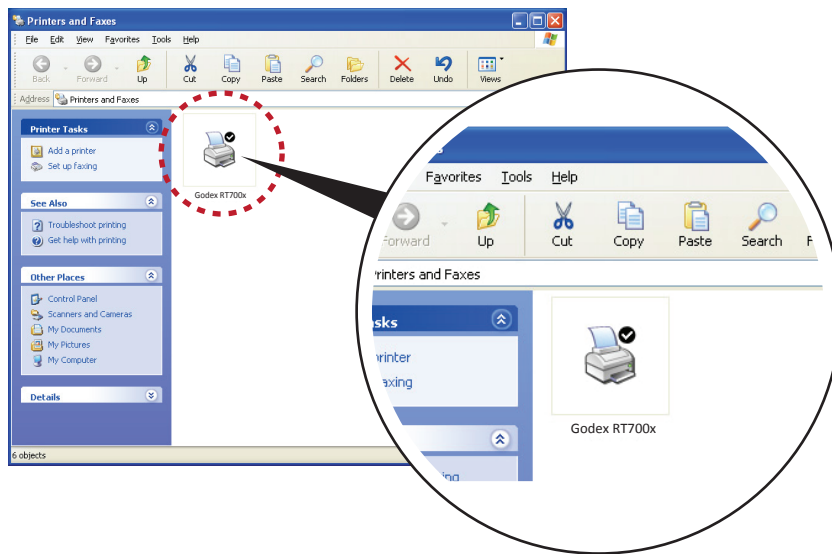 Printers and Faxes
File Edit View Favorites Tools Help
Back Forward Up Cut Copy Paste Search Folders Delete Undo Views
Address Printers and Faxes
Printer Tasks
Add a printer
Set up faxing
Godex RT700x
See Also
Troubleshoot printing
Get help with printing
Other Places
Control Panel
Scanners and Cameras
My Documents
My Pictures
My Computer
Details
6 objects
s
Favorites Tools Help
Forward Up Cut Copy Paste Search F
Printers and Faxes
asks
printer
axing
Godex RT700x
ing